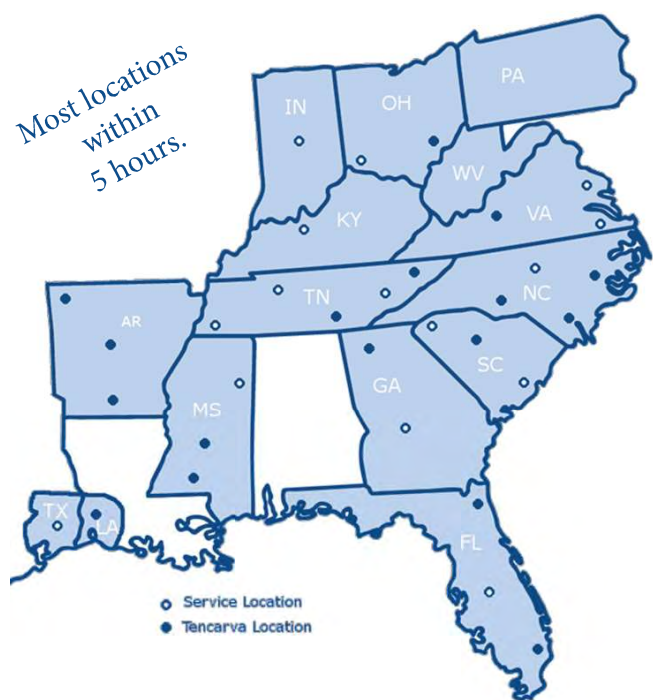 Most locations
within
5 hours.
PA
IN
OH
WV
KY
VA
TN
NC
AR
SC
GA
MS
TX
LA
FL
Service Location
Tencarva Location